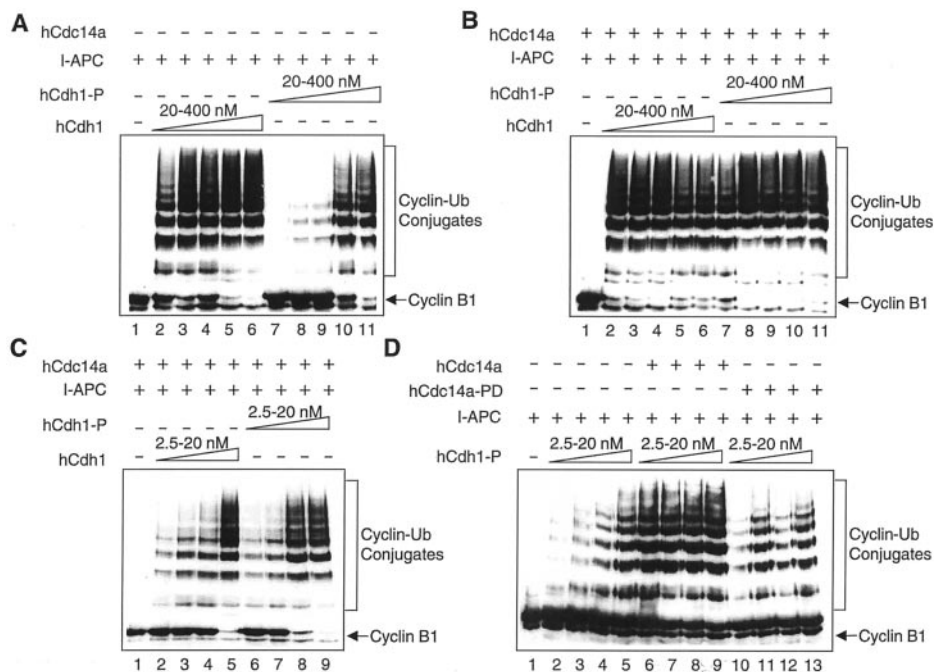 A
hCdc14a – – – – – – – – – – –
I-APC + + + + + + + + + + +
20-400 nM
hCdh1-P – – – – – –
20-400 nM
hCdh1 – – – – – –
Cyclin-Ub
Conjugates
Cyclin B1
1 2 3 4 5 6 7 8 9 10 11
B
hCdc14a + + + + + + + + + + +
I-APC + + + + + + + + + + +
20-400 nM
hCdh1-P – – – – – –
20-400 nM
hCdh1 – – – – – –
Cyclin-Ub
Conjugates
Cyclin B1
1 2 3 4 5 6 7 8 9 10 11
C
hCdc14a + + + + + + + + +
I-APC + + + + + + + + +
2.5-20 nM
hCdh1-P – – – – –
2.5-20 nM
hCdh1 – – – – –
Cyclin-Ub
Conjugates
Cyclin B1
1 2 3 4 5 6 7 8 9
D
hCdc14a – – – – – + + + + – – – –
hCdc14a-PD – – – – – – – – – + + + +
I-APC + + + + + + + + + + + + +
2.5-20 nM 2.5-20 nM 2.5-20 nM
hCdh1-P –
Cyclin-Ub
Conjugates
Cyclin B1
1 2 3 4 5 6 7 8 9 10 11 12 13